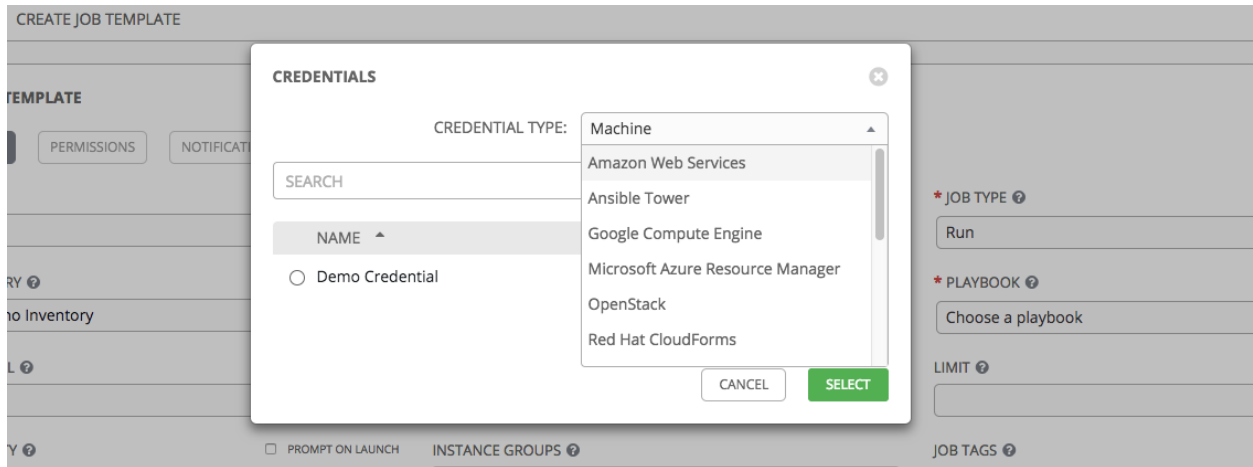 CREATE JOB TEMPLATE
CREDENTIALS
CREDENTIAL TYPE: Machine
Amazon Web Services
Ansible Tower
Google Compute Engine
Microsoft Azure Resource Manager
OpenStack
Red Hat CloudForms
SEARCH
NAME
Demo Credential
CANCEL SELECT
TEMPLATE
PERMISSIONS NOTIFICATI
* JOB TYPE
Run
RY
no Inventory
* PLAYBOOK
Choose a playbook
L
LIMIT
TY
PROMPT ON LAUNCH
INSTANCE GROUPS
JOB TAGS